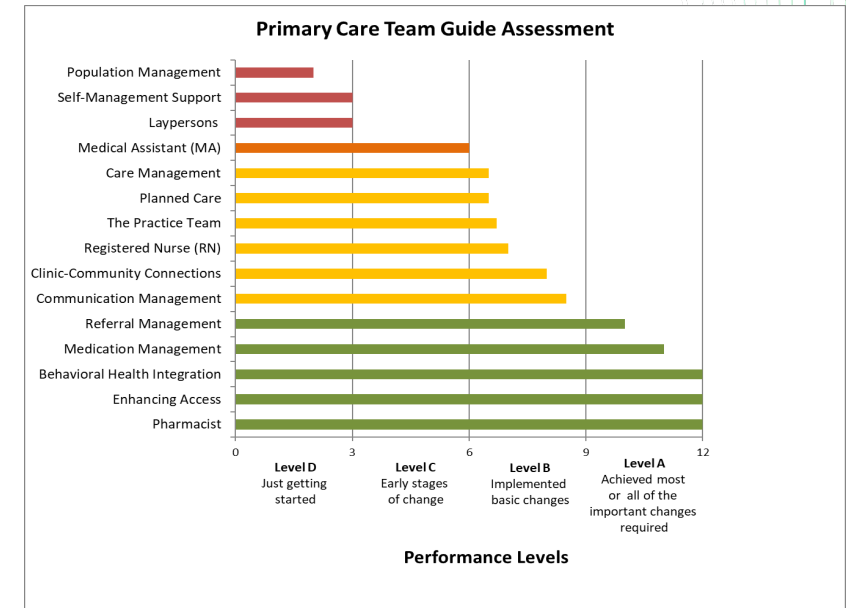 Primary Care Team Guide Assessment
Population Management
Self-Management Support
Laypersons
Medical Assistant (MA)
Care Management
Planned Care
The Practice Team
Registered Nurse (RN)
Clinic-Community Connections
Communication Management
Referral Management
Medication Management
Behavioral Health Integration
Enhancing Access
Pharmacist
0 3 6 9 12
Level D
Just getting
started
Level C
Early stages
of change
Level B
Implemented
basic changes
Level A
Achieved most
or all of the
important changes
required
Performance Levels